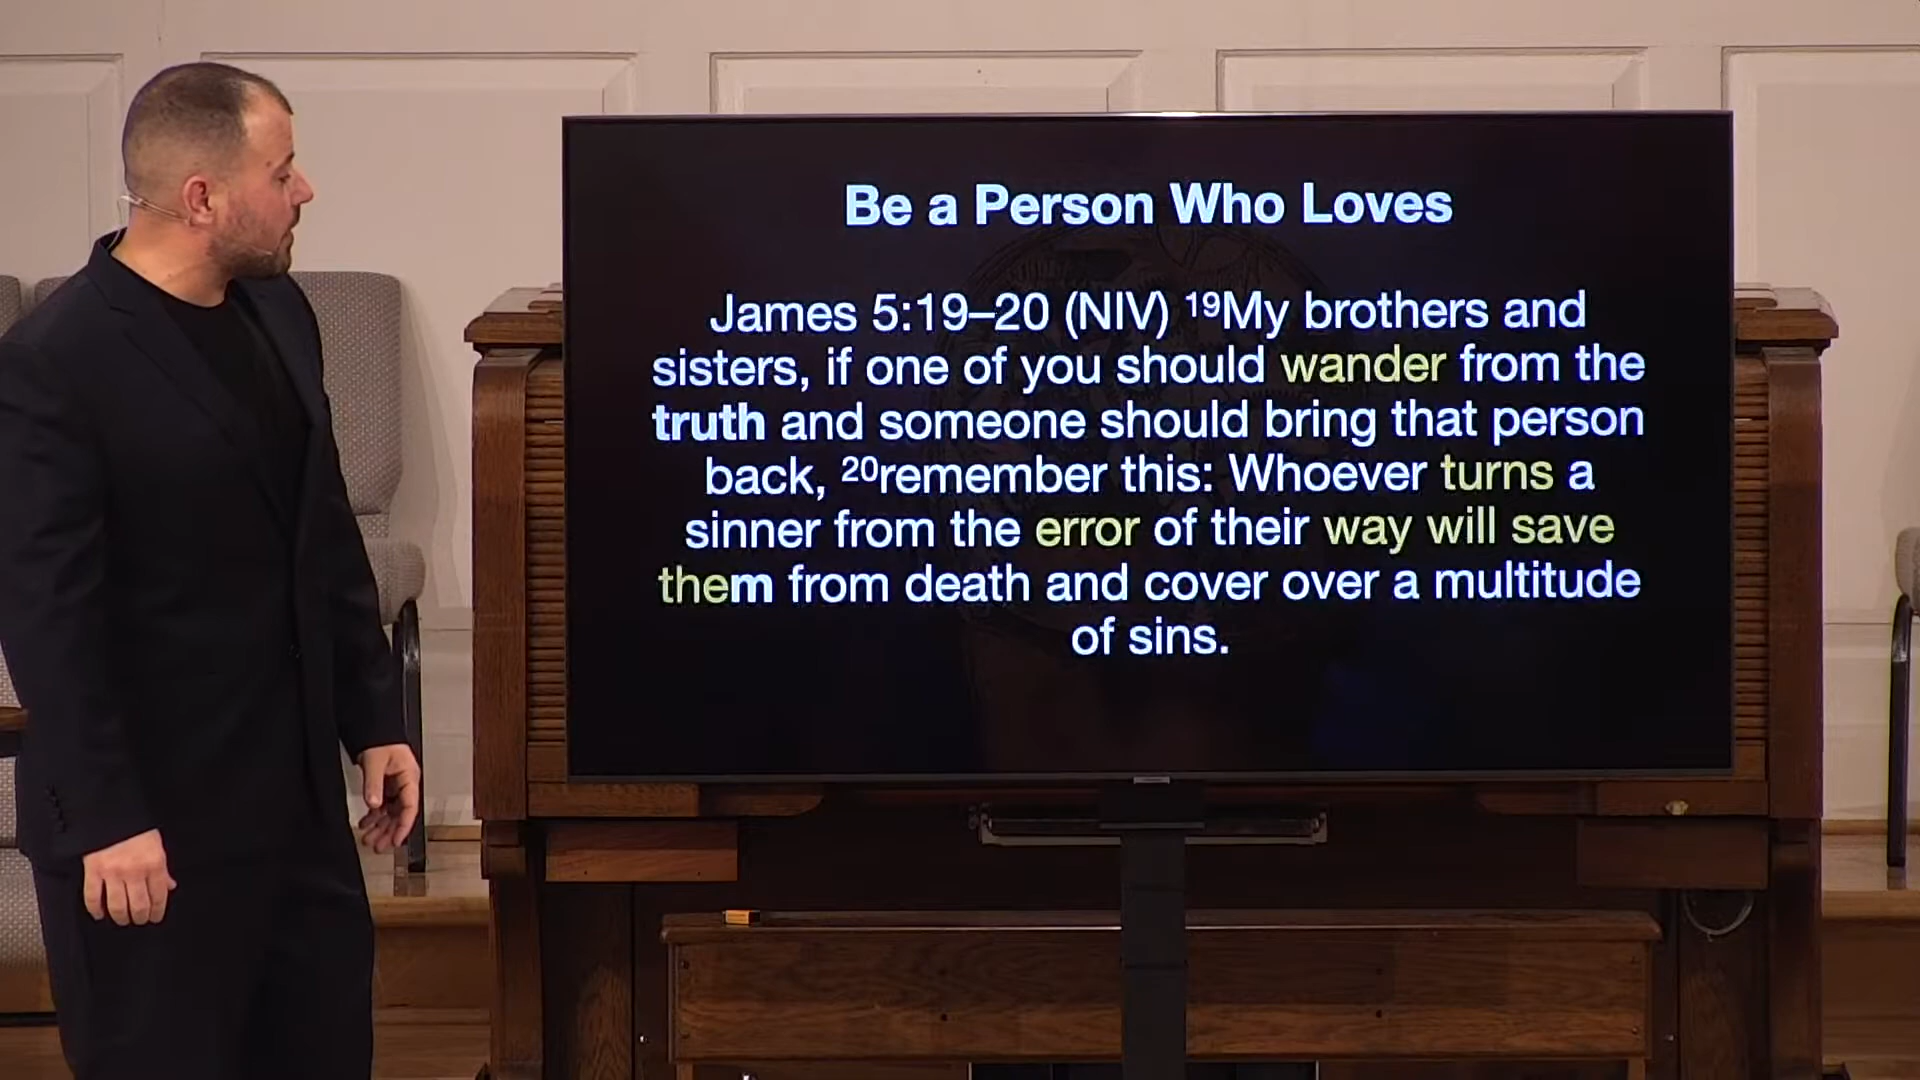 Be a Person Who Loves
James 5:19–20 (NIV) ¹⁹My brothers and
sisters, if one of you should wander from the
truth and someone should bring that person
back, ²⁰remember this: Whoever turns a
sinner from the error of their way will save
them from death and cover over a multitude
of sins.